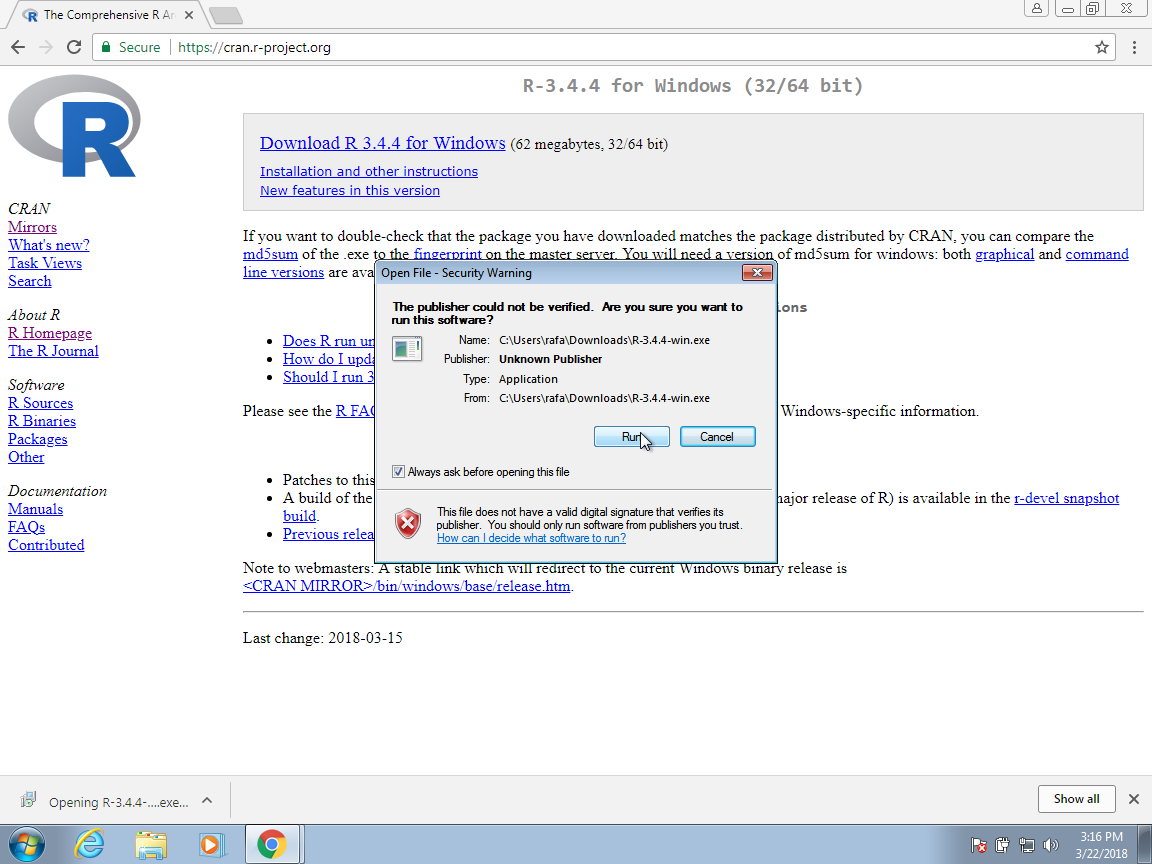 The Comprehensive R Ar
Secure
https://cran.r-project.org
R
R-3.4.4 for Windows (32/64 bit)
Download R 3.4.4 for Windows (62 megabytes, 32/64 bit)
Installation and other instructions
New features in this version
CRAN
Mirrors
What's new?
Task Views
Search
About R
R Homepage
The R Journal
Software
R Sources
R Binaries
Packages
Other
Documentation
Manuals
FAQs
Contributed
If you want to double-check that the package you have downloaded matches the package distributed by CRAN, you can compare the
md5sum of the .exe to the fingerprint on the master server. You will need a version of md5sum for windows: both graphical and command
line versions are ava
Does R run un
How do I upda
Should I run 3
Please see the R FAQ
Windows-specific information.
Patches to this
A build of the
major release of R) is available in the r-devel snapshot
build.
Previous relea
Open File - Security Warning
The publisher could not be verified. Are you sure you want to
run this software?
Name: C:\Users\rafa\Downloads\R-3.4.4-win.exe
Publisher: Unknown Publisher
Type: Application
From: C:\Users\rafa\Downloads\R-3.4.4-win.exe
Run
Cancel
Always ask before opening this file
This file does not have a valid digital signature that verifies its
publisher. You should only run software from publishers you trust.
How can I decide what software to run?
Note to webmasters: A stable link which will redirect to the current Windows binary release is
<CRAN MIRROR>/bin/windows/base/release.htm.
Last change: 2018-03-15
Opening R-3.4.4-....exe...
Show all
3:16 PM
3/22/2018